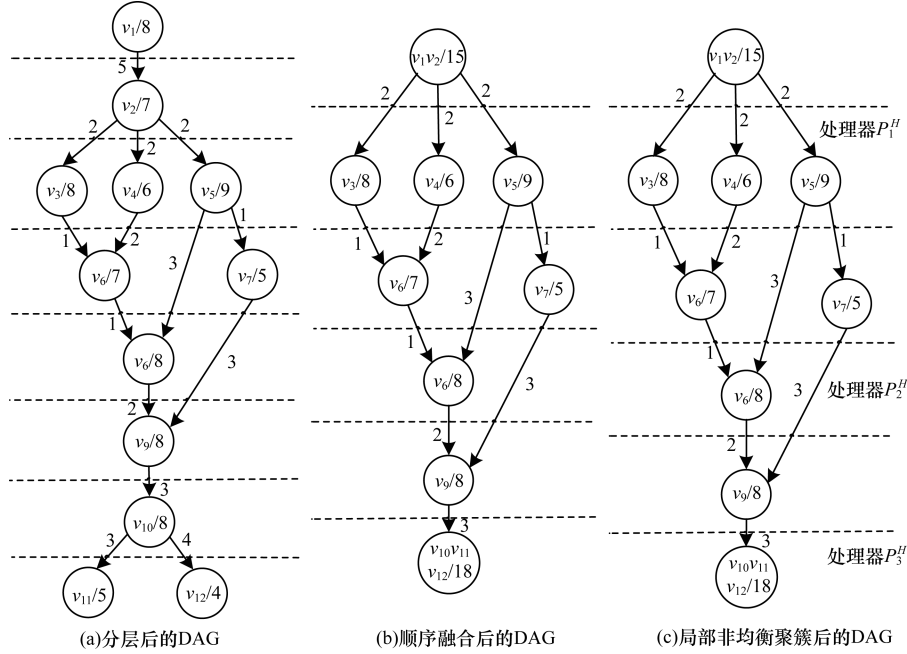 v₁/8
5
v₂/7
2 2 2
v₃/8 v₄/6 v₅/9
1 2 3 1
v₆/7 v₇/5
1 3
v₆/8
2
v₉/8
3
v₁₀/8
3 4
v₁₁/5 v₁₂/4
(a)分层后的DAG
v₁v₂/15
2 2 2
v₃/8 v₄/6 v₅/9
1 2 3 1
v₆/7 v₇/5
1 3
v₆/8
2
v₉/8
3
v₁₀v₁₁
v₁₂/18
(b)顺序融合后的DAG
v₁v₂/15
2 2 2
处理器P₁ᴴ
v₃/8 v₄/6 v₅/9
1 2 3 1
v₆/7 v₇/5
1 3
v₆/8
处理器P₂ᴴ
2
v₉/8
3
处理器P₃ᴴ
v₁₀v₁₁
v₁₂/18
(c)局部非均衡聚簇后的DAG